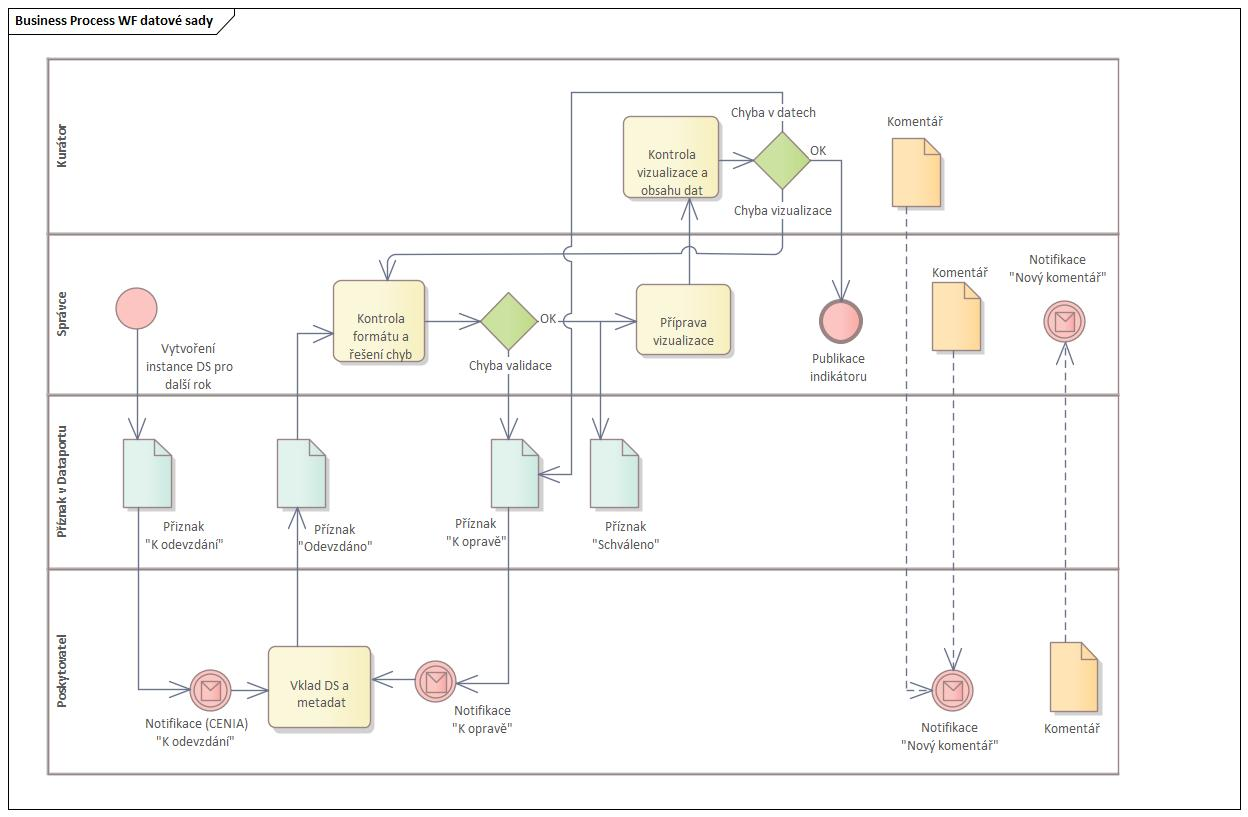 Business Process WF datové sady
Kurátor
Chyba v datech
Kontrola
vizualizace a
obsahu dat
OK
Chyba vizualizace
Komentář
Správce
Vytvoření
instance DS pro
další rok
Kontrola
formátu a
řešení chyb
OK
Chyba validace
Příprava
vizualizace
Publikace
indikátoru
Komentář
Notifikace
"Nový komentář"
Příznak v Dataportu
Přiznak
"K odevzdání"
Příznak
"Odevzdáno"
Příznak
"K opravě"
Příznak
"Schváleno"
Poskytovatel
Notifikace (CENIA)
"K odevzdání"
Vklad DS a
metadat
Notifikace
"K opravě"
Notifikace
"Nový komentář"
Komentář